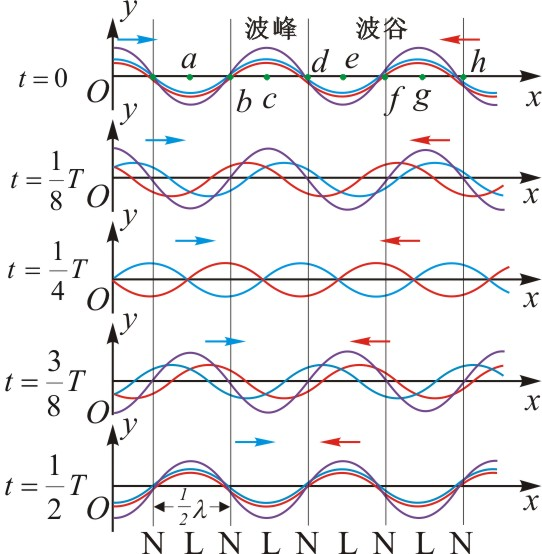 y 波峰 波谷
t=0 a d e h
O b c f g x
y
t=1/8 T
O x
y
t=1/4 T
O x
y
t=3/8 T
O x
y
t=1/2 T
O 1/2 λ x
N L N L N L N L N